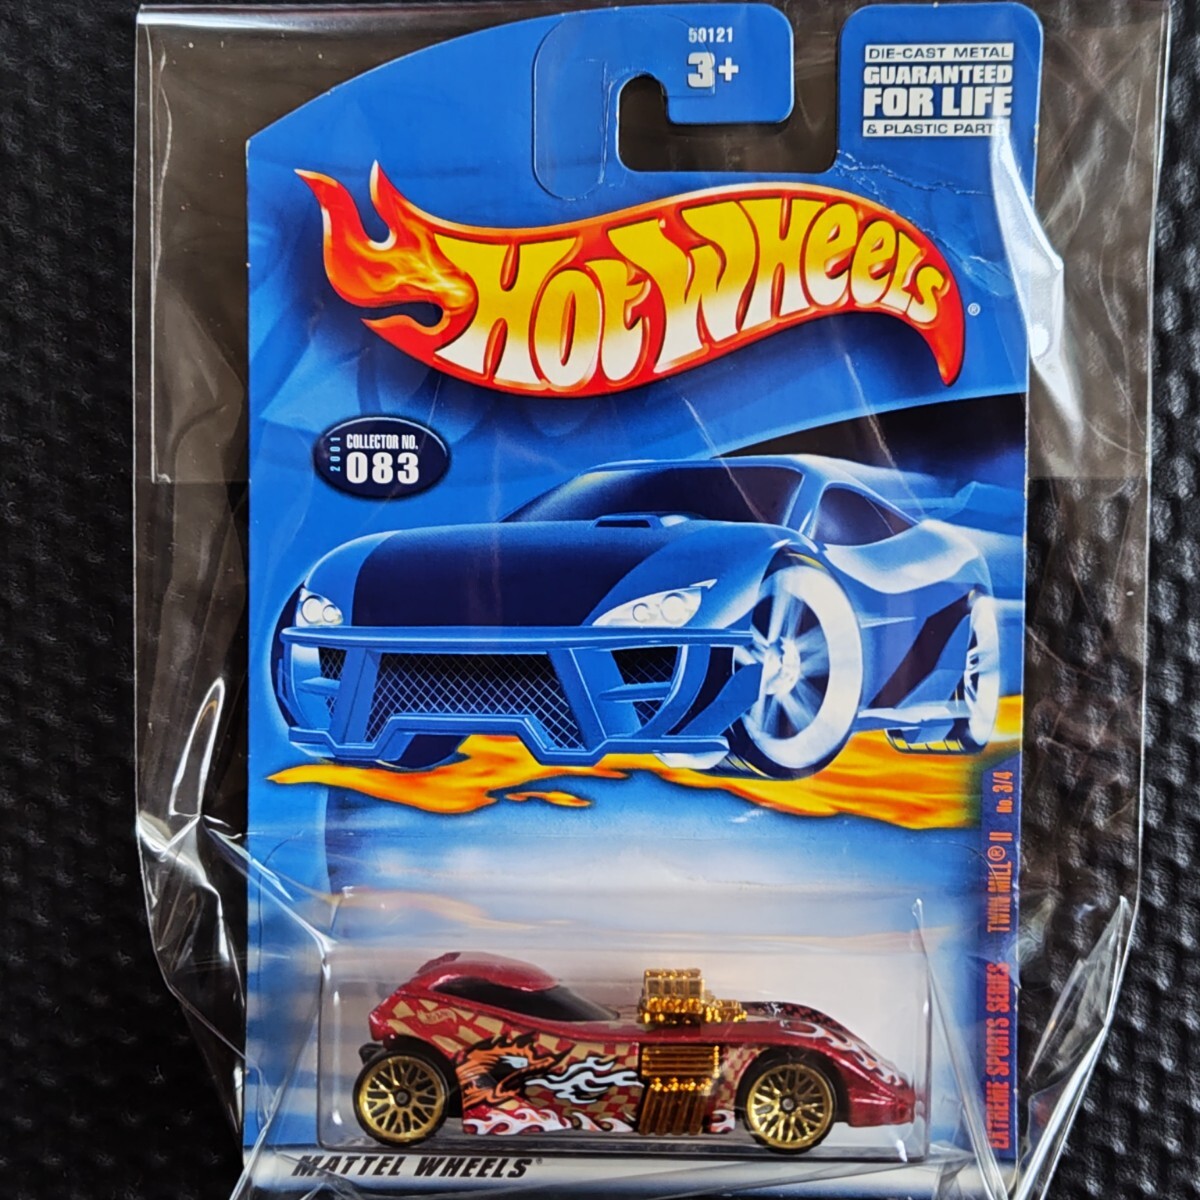 50121
3+
DIE-CAST METAL
GUARANTEED
FOR LIFE
& PLASTIC PARTS
HOT WHEELS®
2001
COLLECTOR NO.
083
EXTREME SPORTS SERIES TWIN MILL® II No. 3/4
MATTEL WHEELS